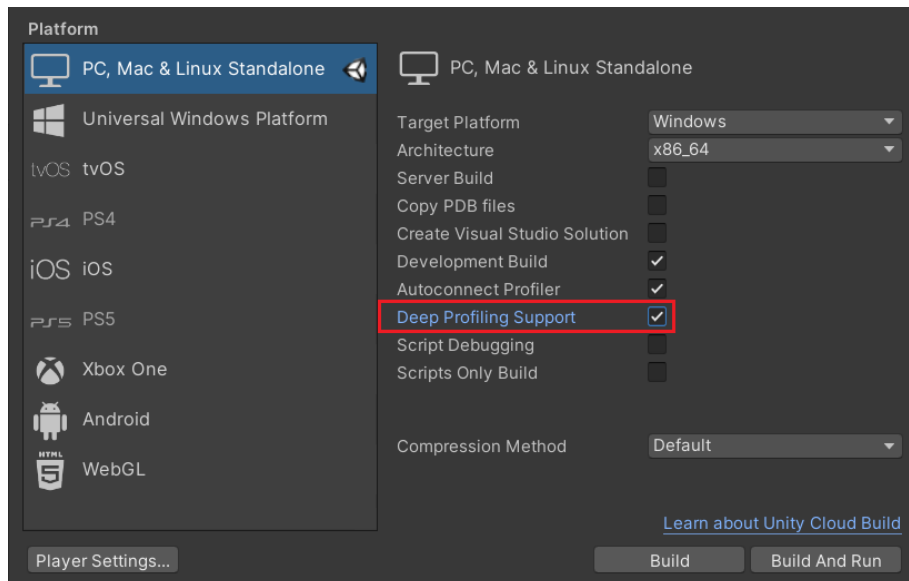 Platform
PC, Mac & Linux Standalone
Universal Windows Platform
tvOS tvOS
PS4 PS4
iOS iOS
PS5 PS5
Xbox One
Android
HTML 5 WebGL
PC, Mac & Linux Standalone
Target Platform Windows
Architecture x86_64
Server Build
Copy PDB files
Create Visual Studio Solution
Development Build
Autoconnect Profiler
Deep Profiling Support
Script Debugging
Scripts Only Build
Compression Method Default
Learn about Unity Cloud Build
Player Settings... Build Build And Run